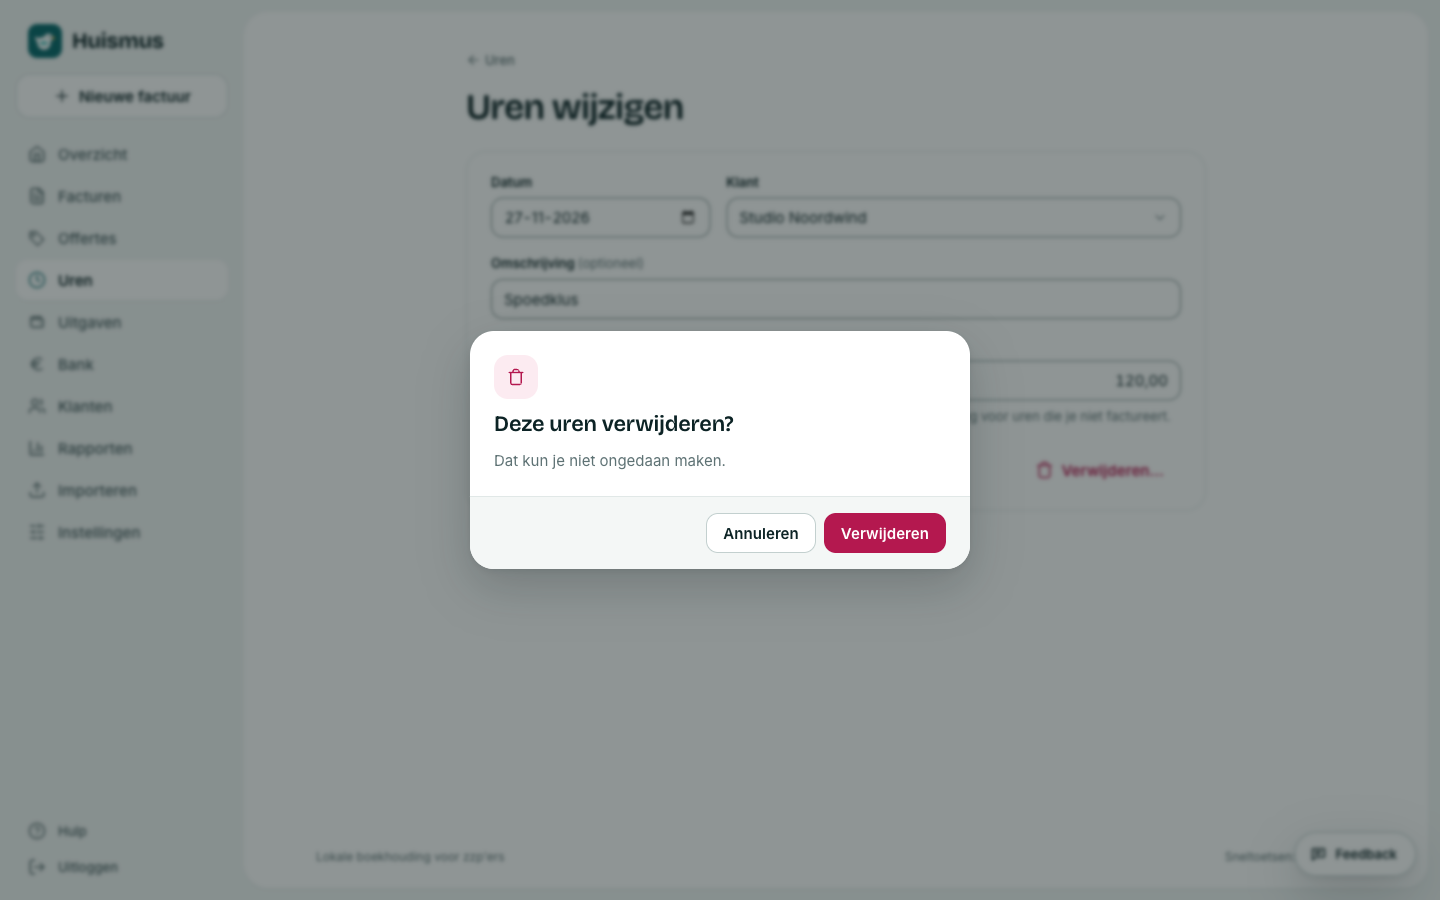 Huismus
Nieuwe factuur
Overzicht
Facturen
Offertes
Uren
Uitgaven
Bank
Klanten
Rapporten
Importeren
Instellingen
Hulp
Uitloggen
Uren
Uren wijzigen
Datum
Klant
27-11-2026
Studio Noordwind
Omschrijving (optioneel)
Spoedklus
120,00
voor uren die je niet factureert.
Verwijderen...
Deze uren verwijderen?
Dat kun je niet ongedaan maken.
Annuleren
Verwijderen
Lokale boekhouding voor zzp'ers
Sneltoetsen
Feedback